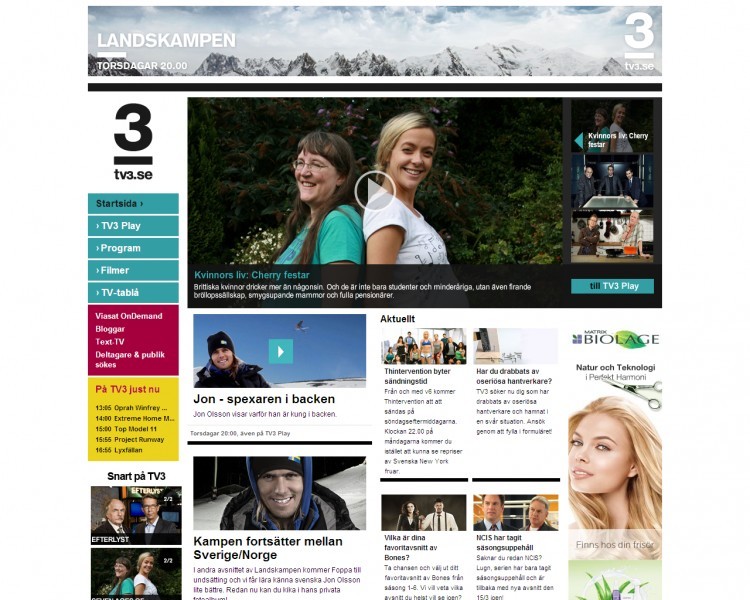 LANDSKAMPEN
TORSDAGAR 20.00
3
tv3.se
3
tv3.se
Startsida ›
› TV3 Play
› Program
› Filmer
› TV-tablå
Viasat OnDemand
Bloggar
Text-TV
Deltagare & publik
sökes
På TV3 just nu
13:05 Oprah Winfrey ...
14:00 Extreme Home M...
15:00 Top Model 11
15:55 Project Runway
16:55 Lyxfällan
Snart på TV3
2/2
EFTERLYST
2/2
Kvinnors liv: Cherry festar
Brittiska kvinnor dricker mer än någonsin. Och de är inte bara studenter och minderåriga, utan även firande
bröllopssällskap, smygsupande mammor och fulla pensionärer.
Kvinnors liv: Cherry
festar
till TV3 Play
Jon - spexaren i backen
Jon Olsson visar varför han är kung i backen.
Torsdagar 20:00, även på TV3 Play
Kampen fortsätter mellan
Sverige/Norge
I andra avsnittet av Landskampen kommer Foppa till
undsättning och vi får lära känna svenska Jon Olsson
lite bättre. Redan nu kan du kika i hans privata
fotoalbum!
Aktuellt
Thintervention byter
sändningstid
Från och med v6 kommer
Thintervention att att
sändas på
söndagseftermiddagarna.
Klockan 22.00 på
måndagarna kommer du
istället att kunna se repriser
av Svenska New York
fruar.
Har du drabbats av
oseriösa hantverkare?
TV3 söker nu dig som har
drabbats av oseriösa
hantverkare och hamnat i
en svår situation. Ansök
genom att fylla i formuläret!
Vilka är dina
favoritavsnitt av
Bones?
Ta chansen och välj ut ditt
favoritavsnitt av Bones från
säsong 1-6. Vi vill veta vilka
avsnitt du helst vill se igen!
NCIS har tagit
säsongsuppehåll
Saknar du redan NCIS?
Lugn, serien har bara tagit
säsongsuppehåll och är
tillbaka med nya avsnitt den
15/3 igen!
MATRIX
BIOLAGE
Natur och Teknologi
i Perfekt Harmoni
Finns hos din frisör